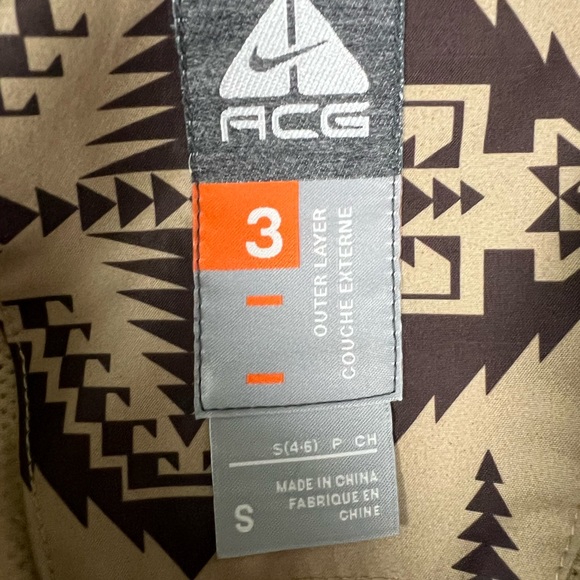 ACG
3
OUTER LAYER
COUCHE EXTERNE
S(4-6) P CH
S
MADE IN CHINA
FABRIQUE EN
CHINE